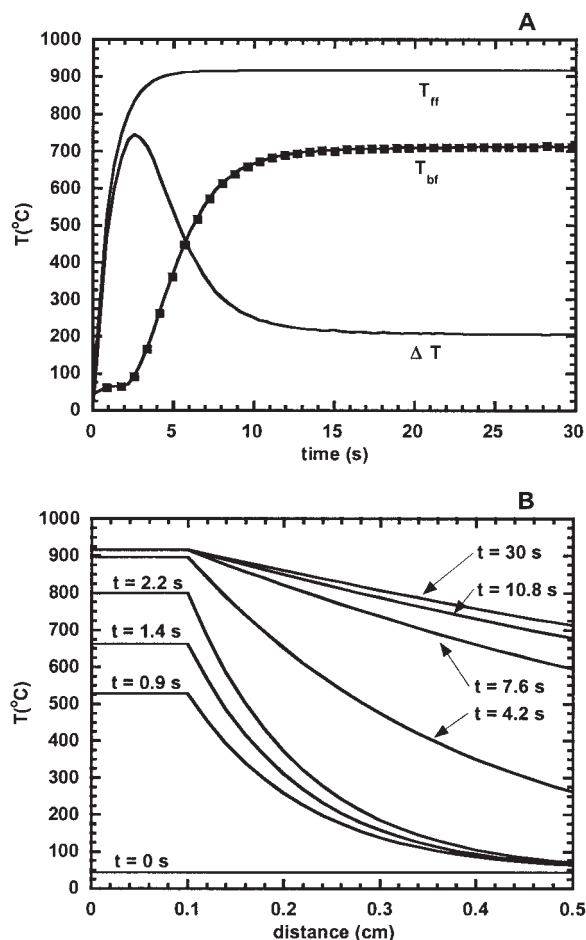 A
1000
900
800
700
600
500
400
300
200
100
0
T(°C)
T_ff
T_bf
Δ T
0 5 10 15 20 25 30
time (s)
B
1000
900
800
700
600
500
400
300
200
100
0
T(°C)
t = 30 s
t = 10.8 s
t = 2.2 s
t = 1.4 s
t = 7.6 s
t = 0.9 s
t = 4.2 s
t = 0 s
0 0.1 0.2 0.3 0.4 0.5
distance (cm)